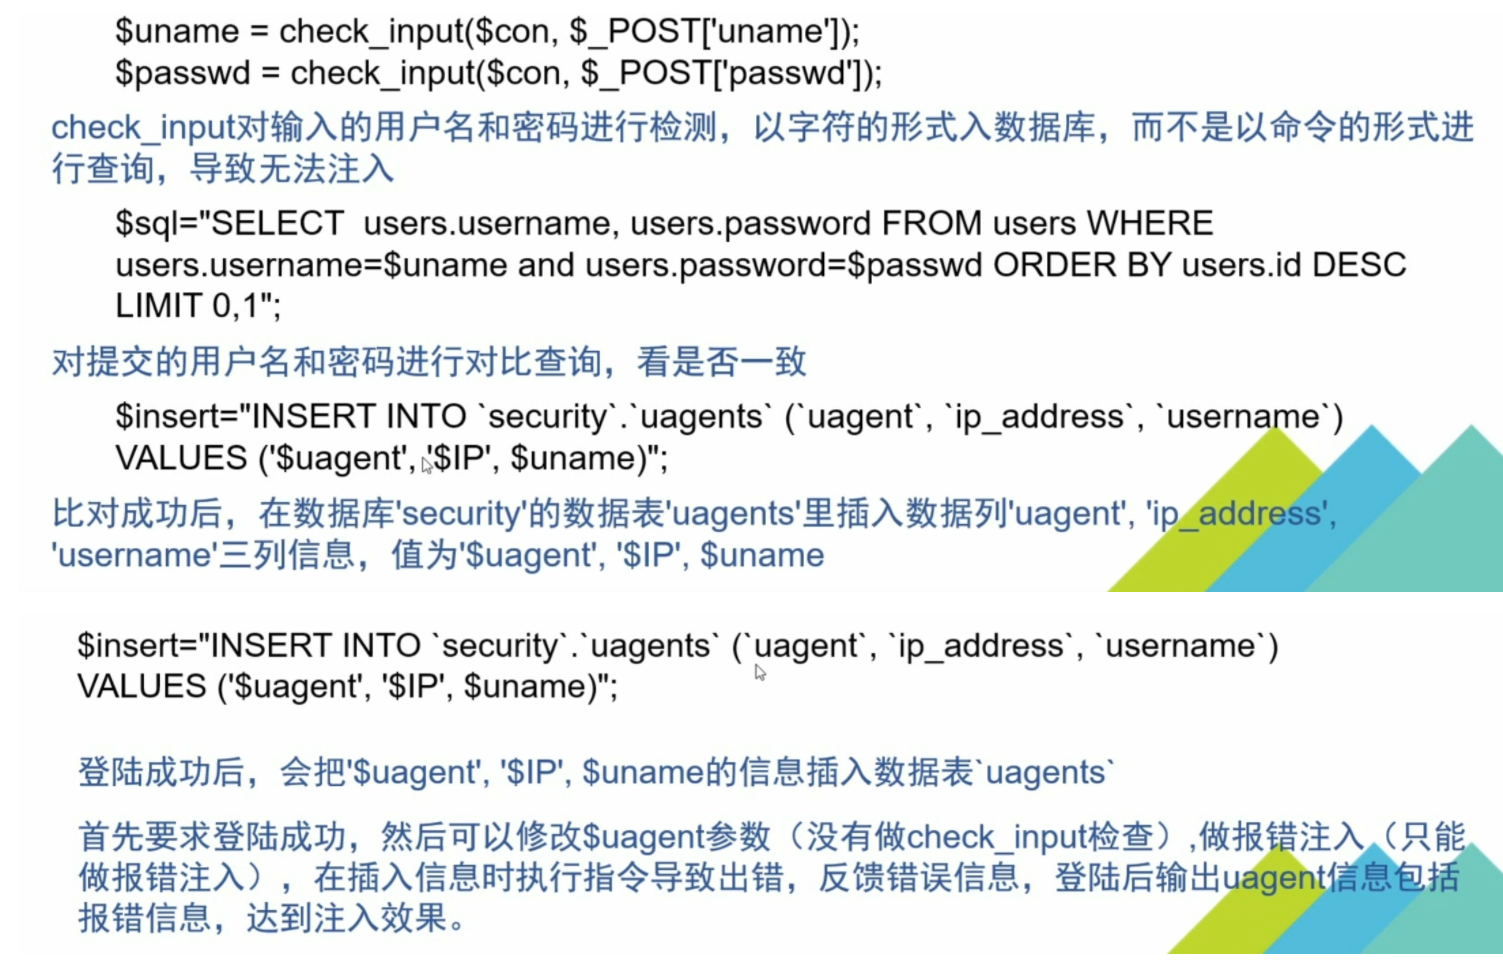 $uname = check_input($con, $_POST['uname']);
$passwd = check_input($con, $_POST['passwd']);
check_input对输入的用户名和密码进行检测，以字符的形式入数据库，而不是以命令的形式进
行查询，导致无法注入
$sql="SELECT  users.username, users.password FROM users WHERE
users.username=$uname and users.password=$passwd ORDER BY users.id DESC
LIMIT 0,1";
对提交的用户名和密码进行对比查询，看是否一致
$insert="INSERT INTO `security`.`uagents` (`uagent`, `ip_address`, `username`)
VALUES ('$uagent', '$IP', $uname)";
比对成功后，在数据库'security'的数据表'uagents'里插入数据列'uagent', 'ip_address',
'username'三列信息，值为'$uagent', '$IP', $uname
$insert="INSERT INTO `security`.`uagents` (`uagent`, `ip_address`, `username`)
VALUES ('$uagent', '$IP', $uname)";
登陆成功后，会把'$uagent', '$IP', $uname的信息插入数据表`uagents`
首先要求登陆成功，然后可以修改$uagent参数（没有做check_input检查）,做报错注入（只能
做报错注入），在插入信息时执行指令导致出错，反馈错误信息，登陆后输出uagent信息包括
报错信息，达到注入效果。